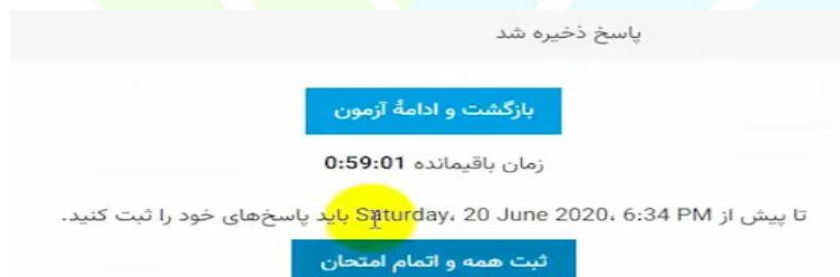 پاسخ ذخیره شد
بازگشت و ادامهٔ آزمون
زمان باقیمانده 0:59:01
تا پیش از Saturday، 20 June 2020، 6:34 PM باید پاسخ‌های خود را ثبت کنید.
ثبت همه و اتمام امتحان